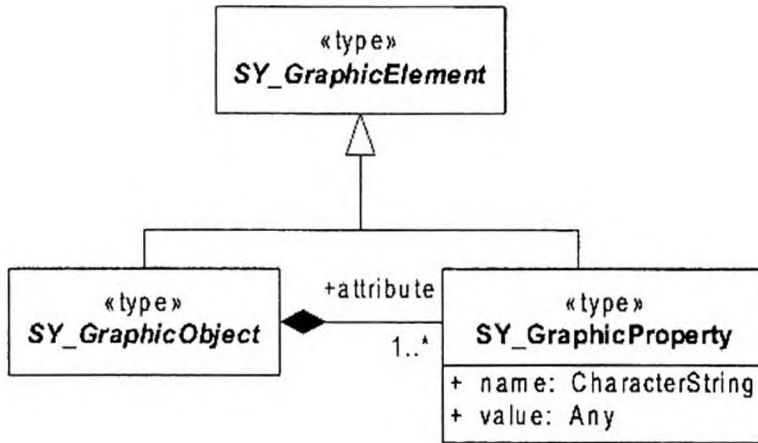 «type»
SY_GraphicElement
«type»
SY_GraphicObject
+attribute
1..*
«type»
SY_GraphicProperty
+ name: CharacterString
+ value: Any